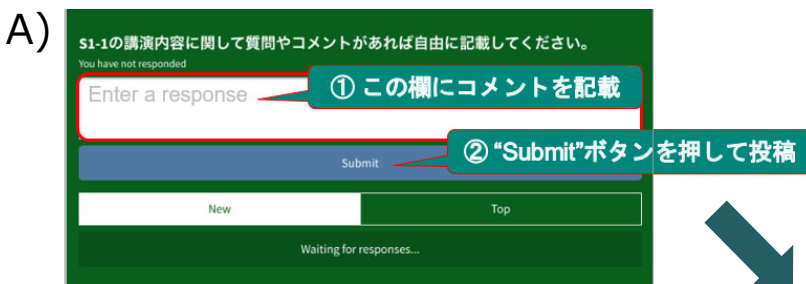 A)
S1-1の講演内容に関して質問やコメントがあれば自由に記載してください。
You have not responded
Enter a response
① この欄にコメントを記載
Submit
② “Submit”ボタンを押して投稿
New
Top
Waiting for responses...